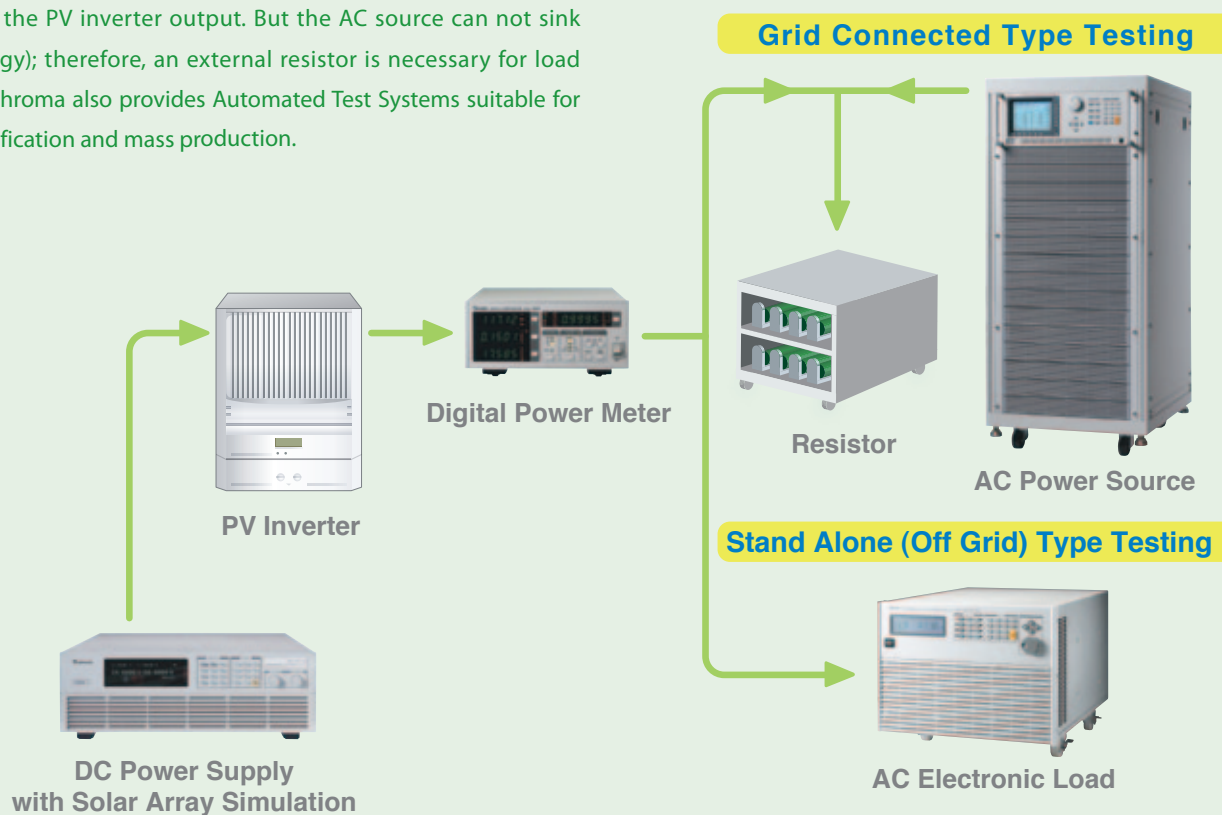 the PV inverter output. But the AC source can not sink
gy); therefore, an external resistor is necessary for load
hroma also provides Automated Test Systems suitable for
fication and mass production.
Grid Connected Type Testing
Digital Power Meter
Resistor
AC Power Source
PV Inverter
Stand Alone (Off Grid) Type Testing
DC Power Supply
with Solar Array Simulation
AC Electronic Load